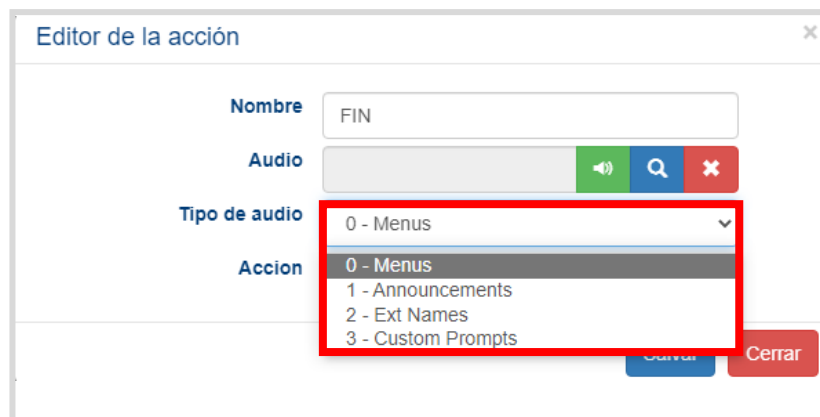 Editor de la acción
×
Nombre
FIN
Audio
Tipo de audio
0 - Menus
Accion
0 - Menus
1 - Announcements
2 - Ext Names
3 - Custom Prompts
Salvar
Cerrar